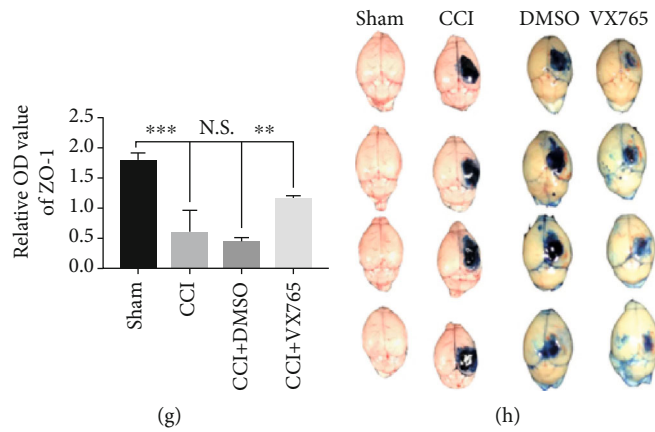 Sham CCI DMSO VX765
Relative OD value
of ZO-1
2.5
2.0
1.5
1.0
0.5
0.0
*** N.S. **
Sham
CCI
CCI+DMSO
CCI+VX765
(g)
(h)